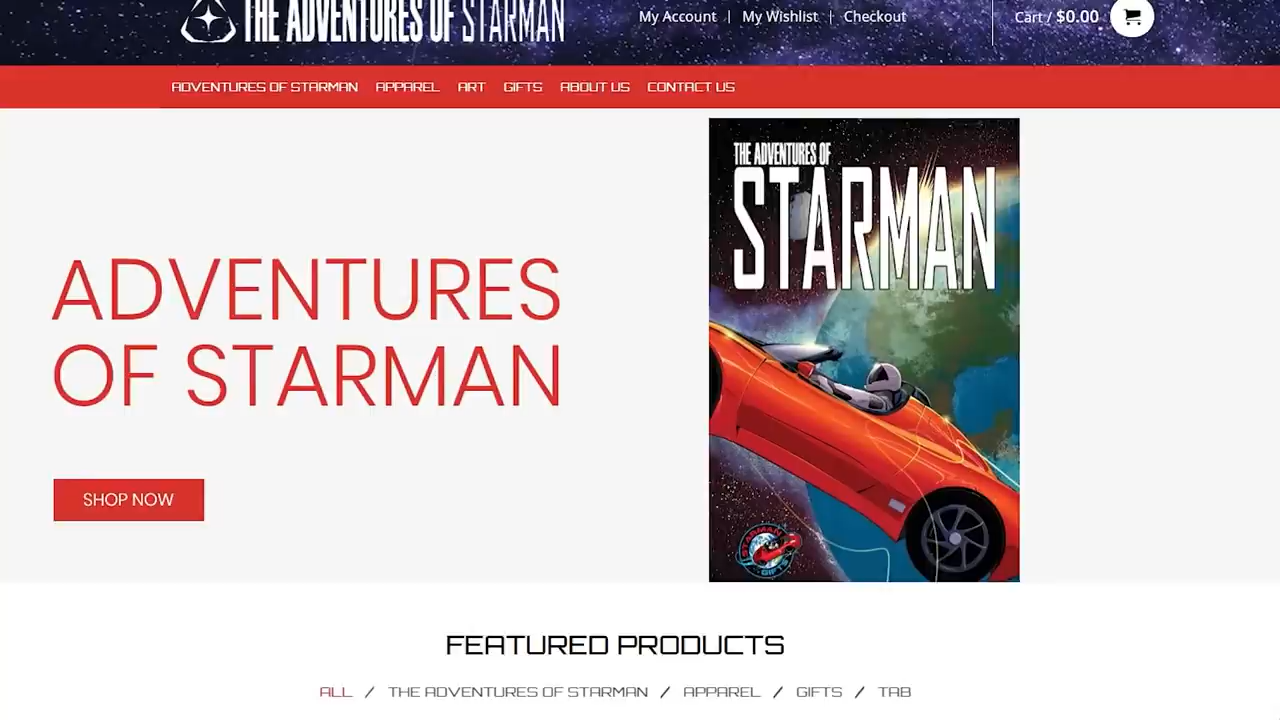 THE ADVENTURES OF STARMAN
My Account | My Wishlist | Checkout
Cart / $0.00
ADVENTURES OF STARMAN APPAREL ART GIFTS ABOUT US CONTACT US
THE ADVENTURES OF
STARMAN
ADVENTURES
OF STARMAN
SHOP NOW
STARMAN
GIFTS
FEATURED PRODUCTS
ALL / THE ADVENTURES OF STARMAN / APPAREL / GIFTS / TAB